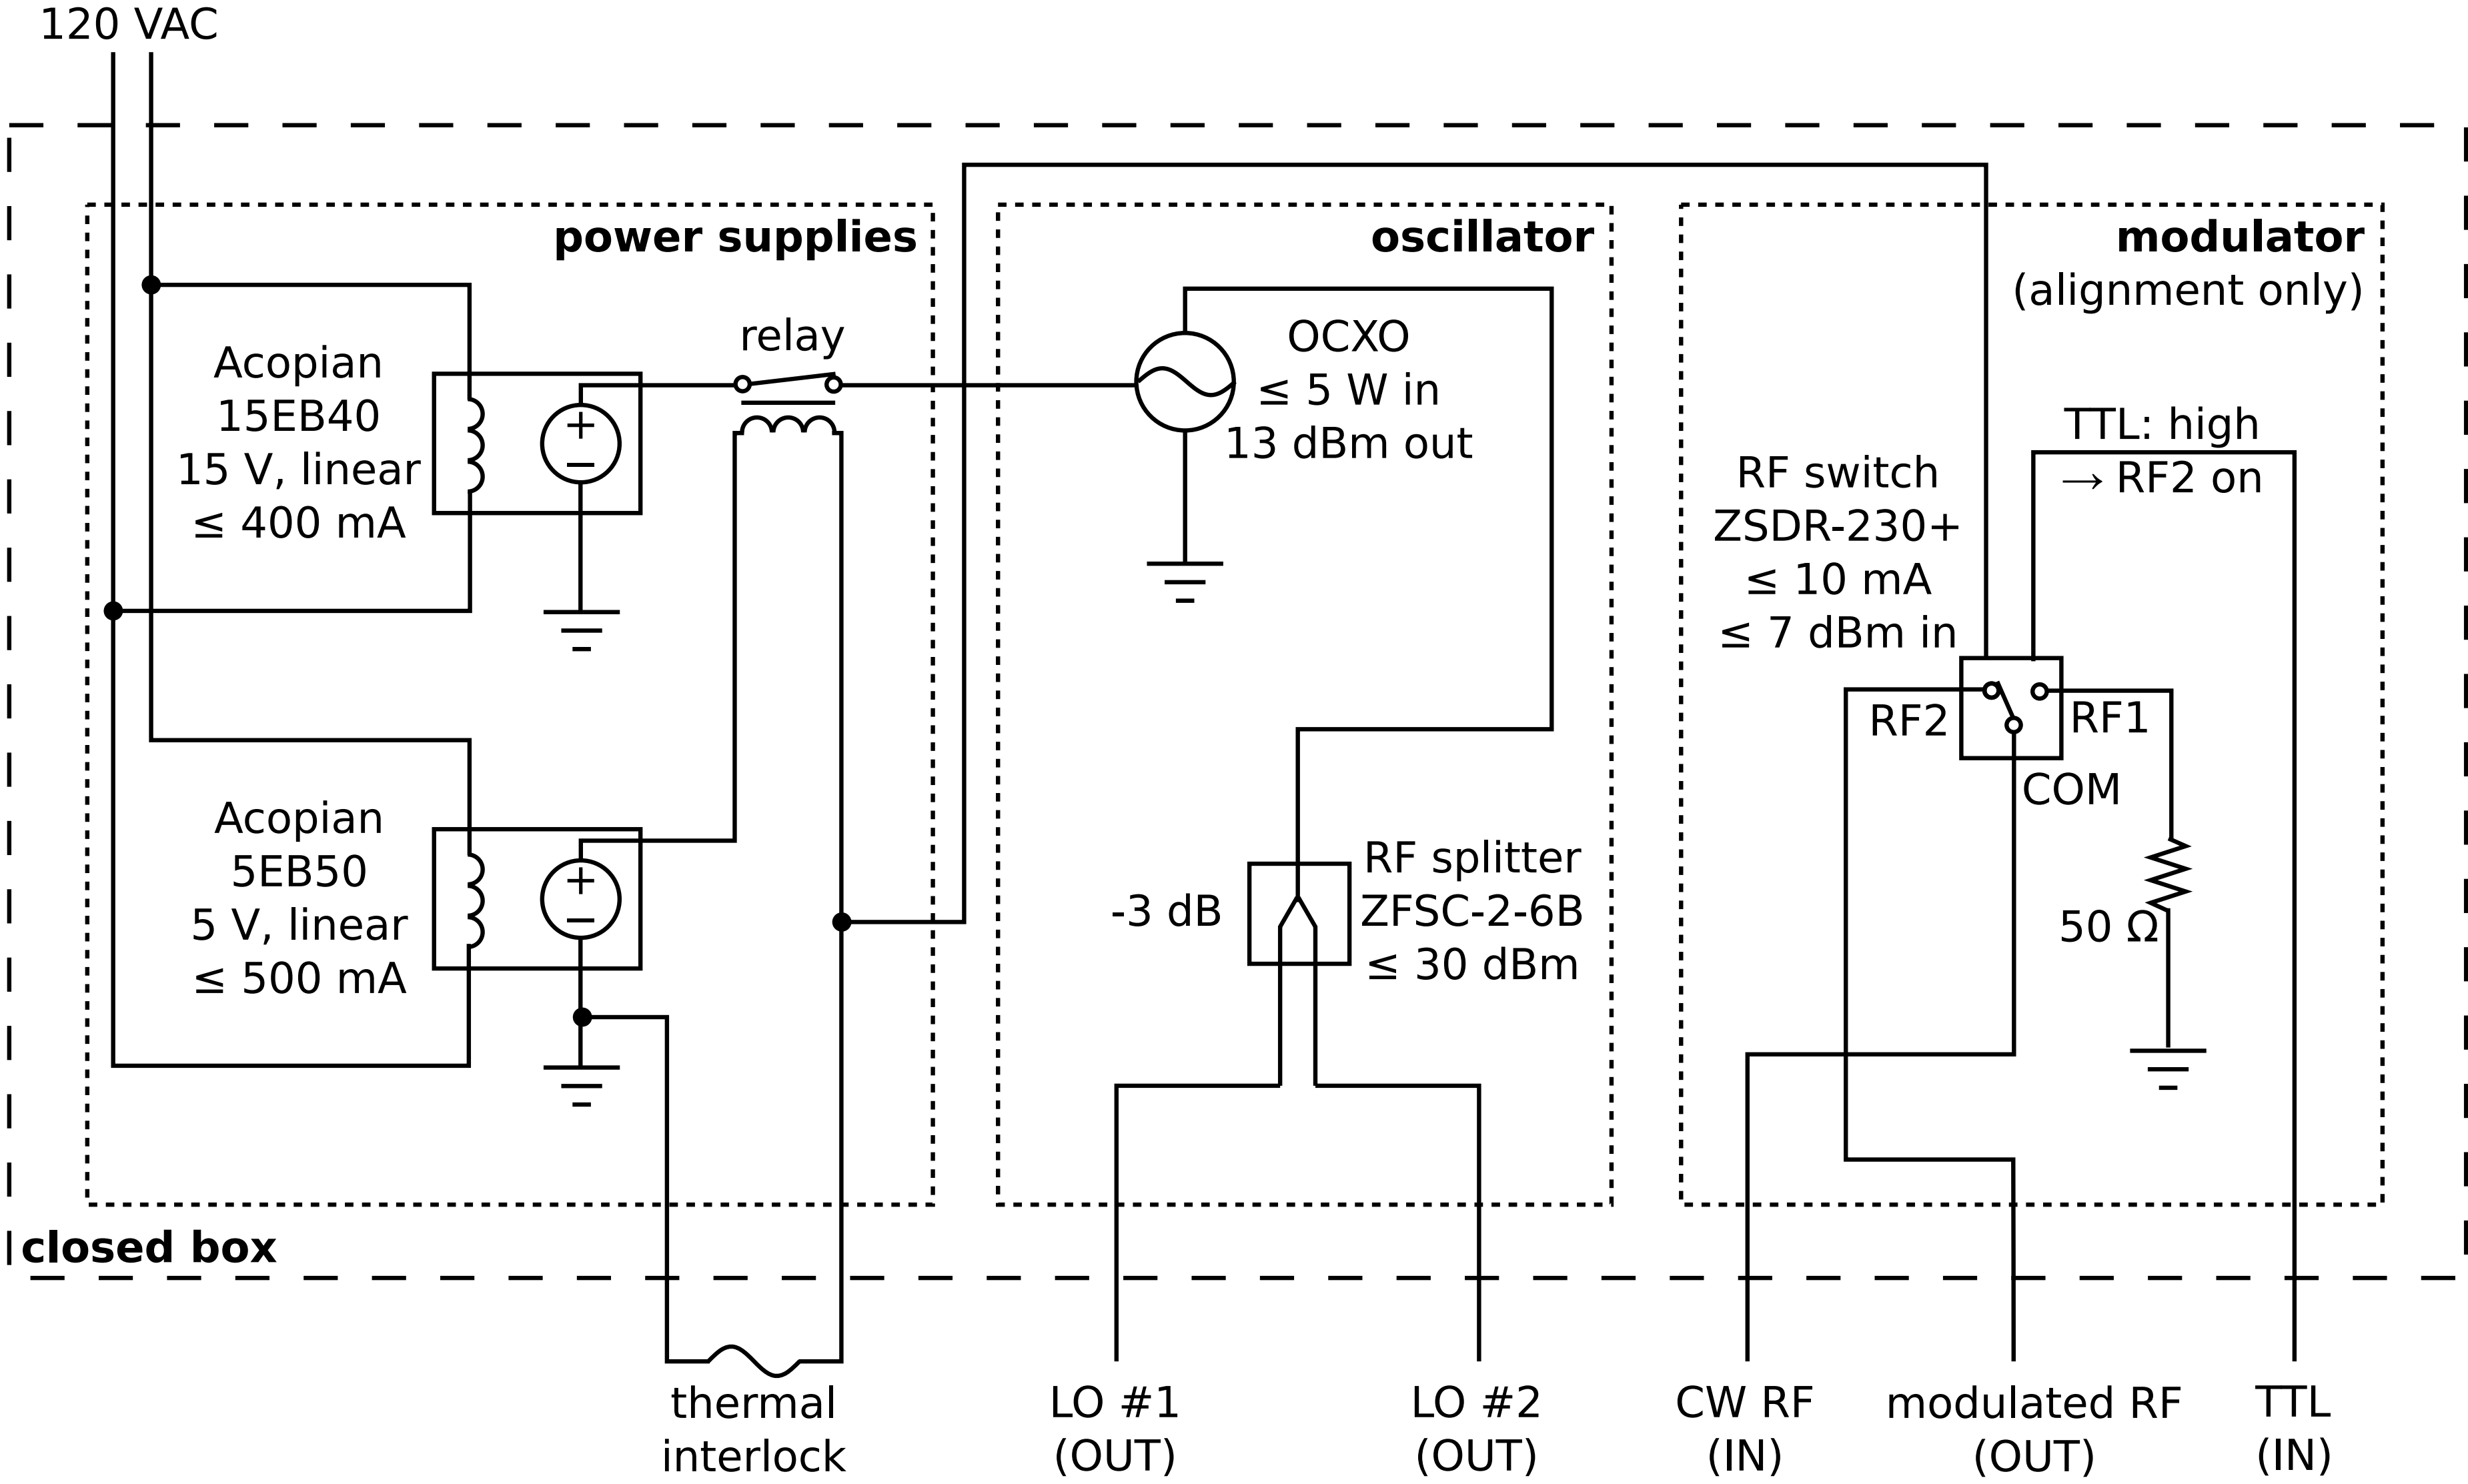 120 VAC
power supplies
relay
Acopian
15EB40
15 V, linear
≤ 400 mA
+
−
Acopian
5EB50
5 V, linear
≤ 500 mA
+
−
closed box
thermal
interlock
oscillator
OCXO
≤ 5 W in
13 dBm out
-3 dB
RF splitter
ZFSC-2-6B
≤ 30 dBm
LO #1
(OUT)
LO #2
(OUT)
modulator
(alignment only)
TTL: high
→ RF2 on
RF switch
ZSDR-230+
≤ 10 mA
≤ 7 dBm in
RF2
RF1
COM
50 Ω
CW RF
(IN)
modulated RF
(OUT)
TTL
(IN)